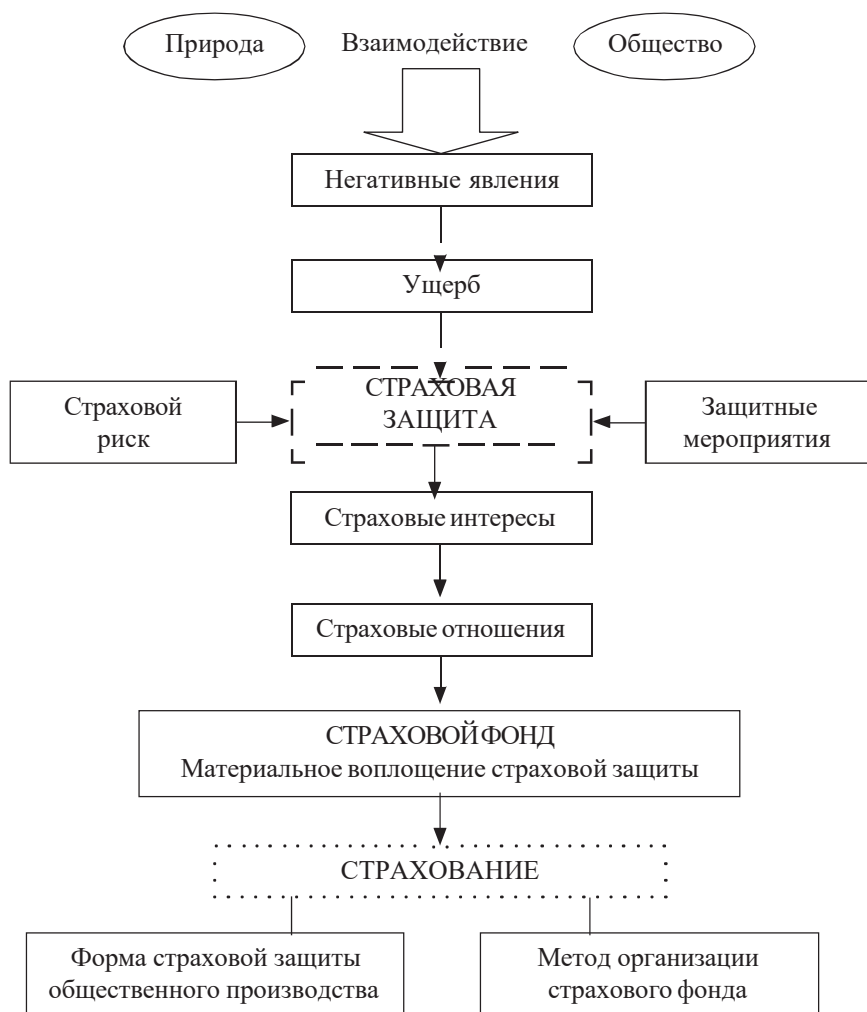 Природа
Взаимодействие
Общество
Негативные явления
Ущерб
СТРАХОВАЯ
ЗАЩИТА
Страховой
риск
Защитные
мероприятия
Страховые интересы
Страховые отношения
СТРАХОВОЙ ФОНД
Материальное воплощение страховой защиты
СТРАХОВАНИЕ
Форма страховой защиты
общественного производства
Метод организации
страхового фонда